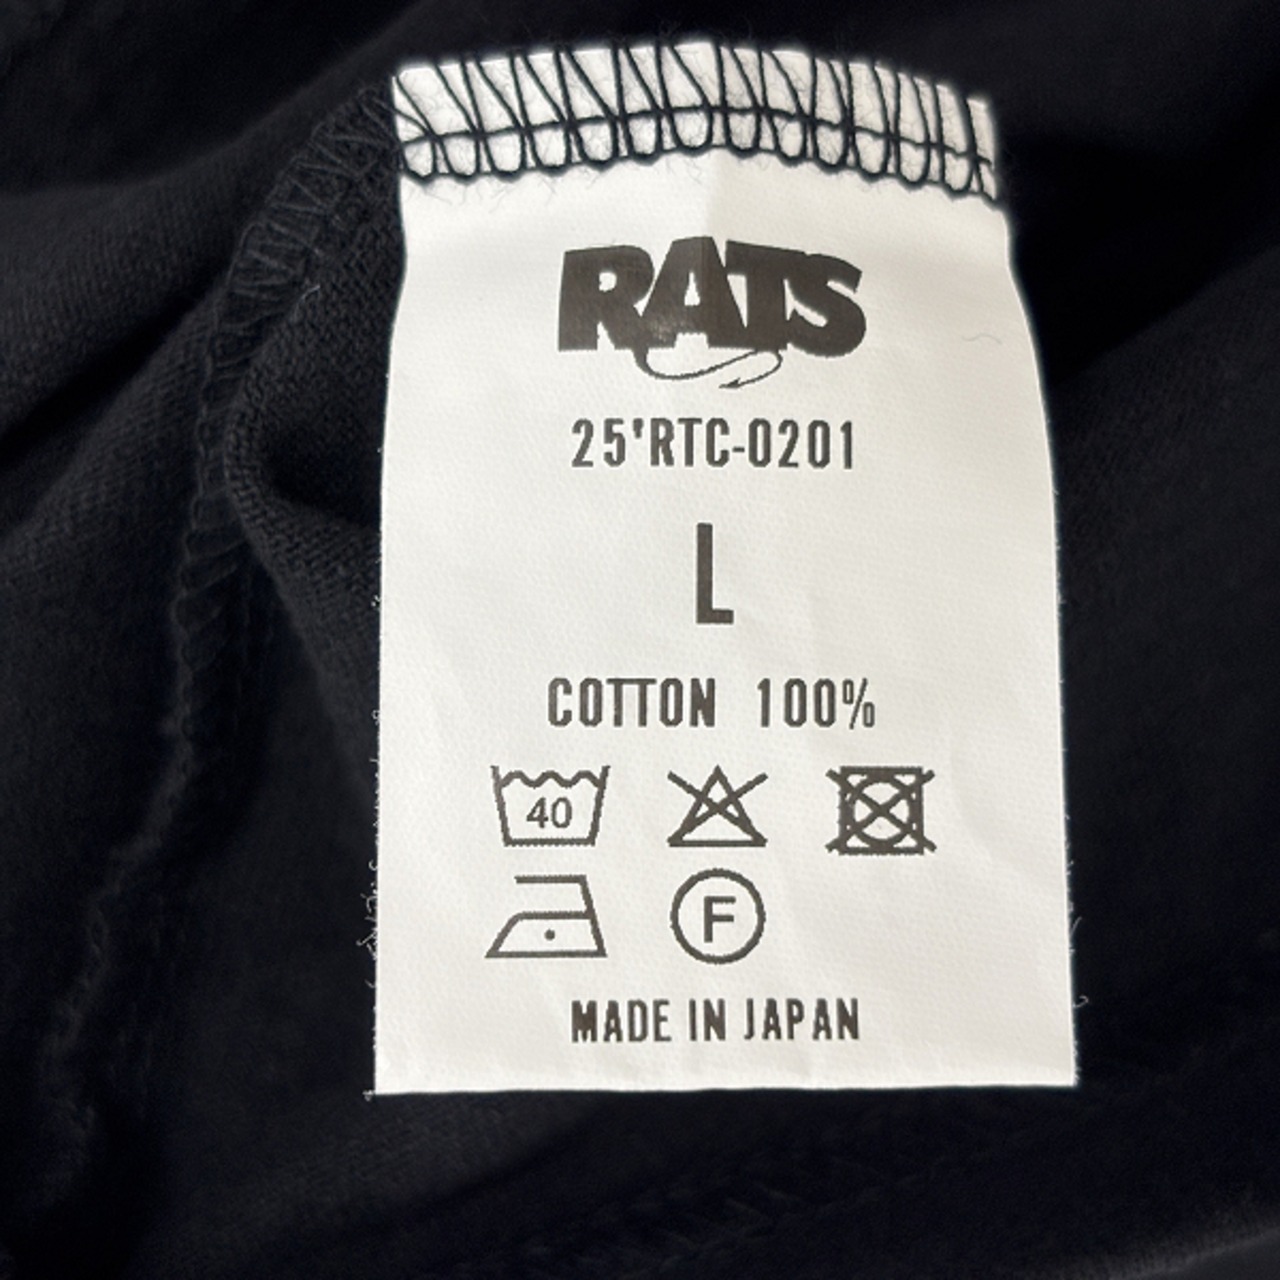 RATS
25'RTC-0201
L
COTTON 100%
40
F
MADE IN JAPAN